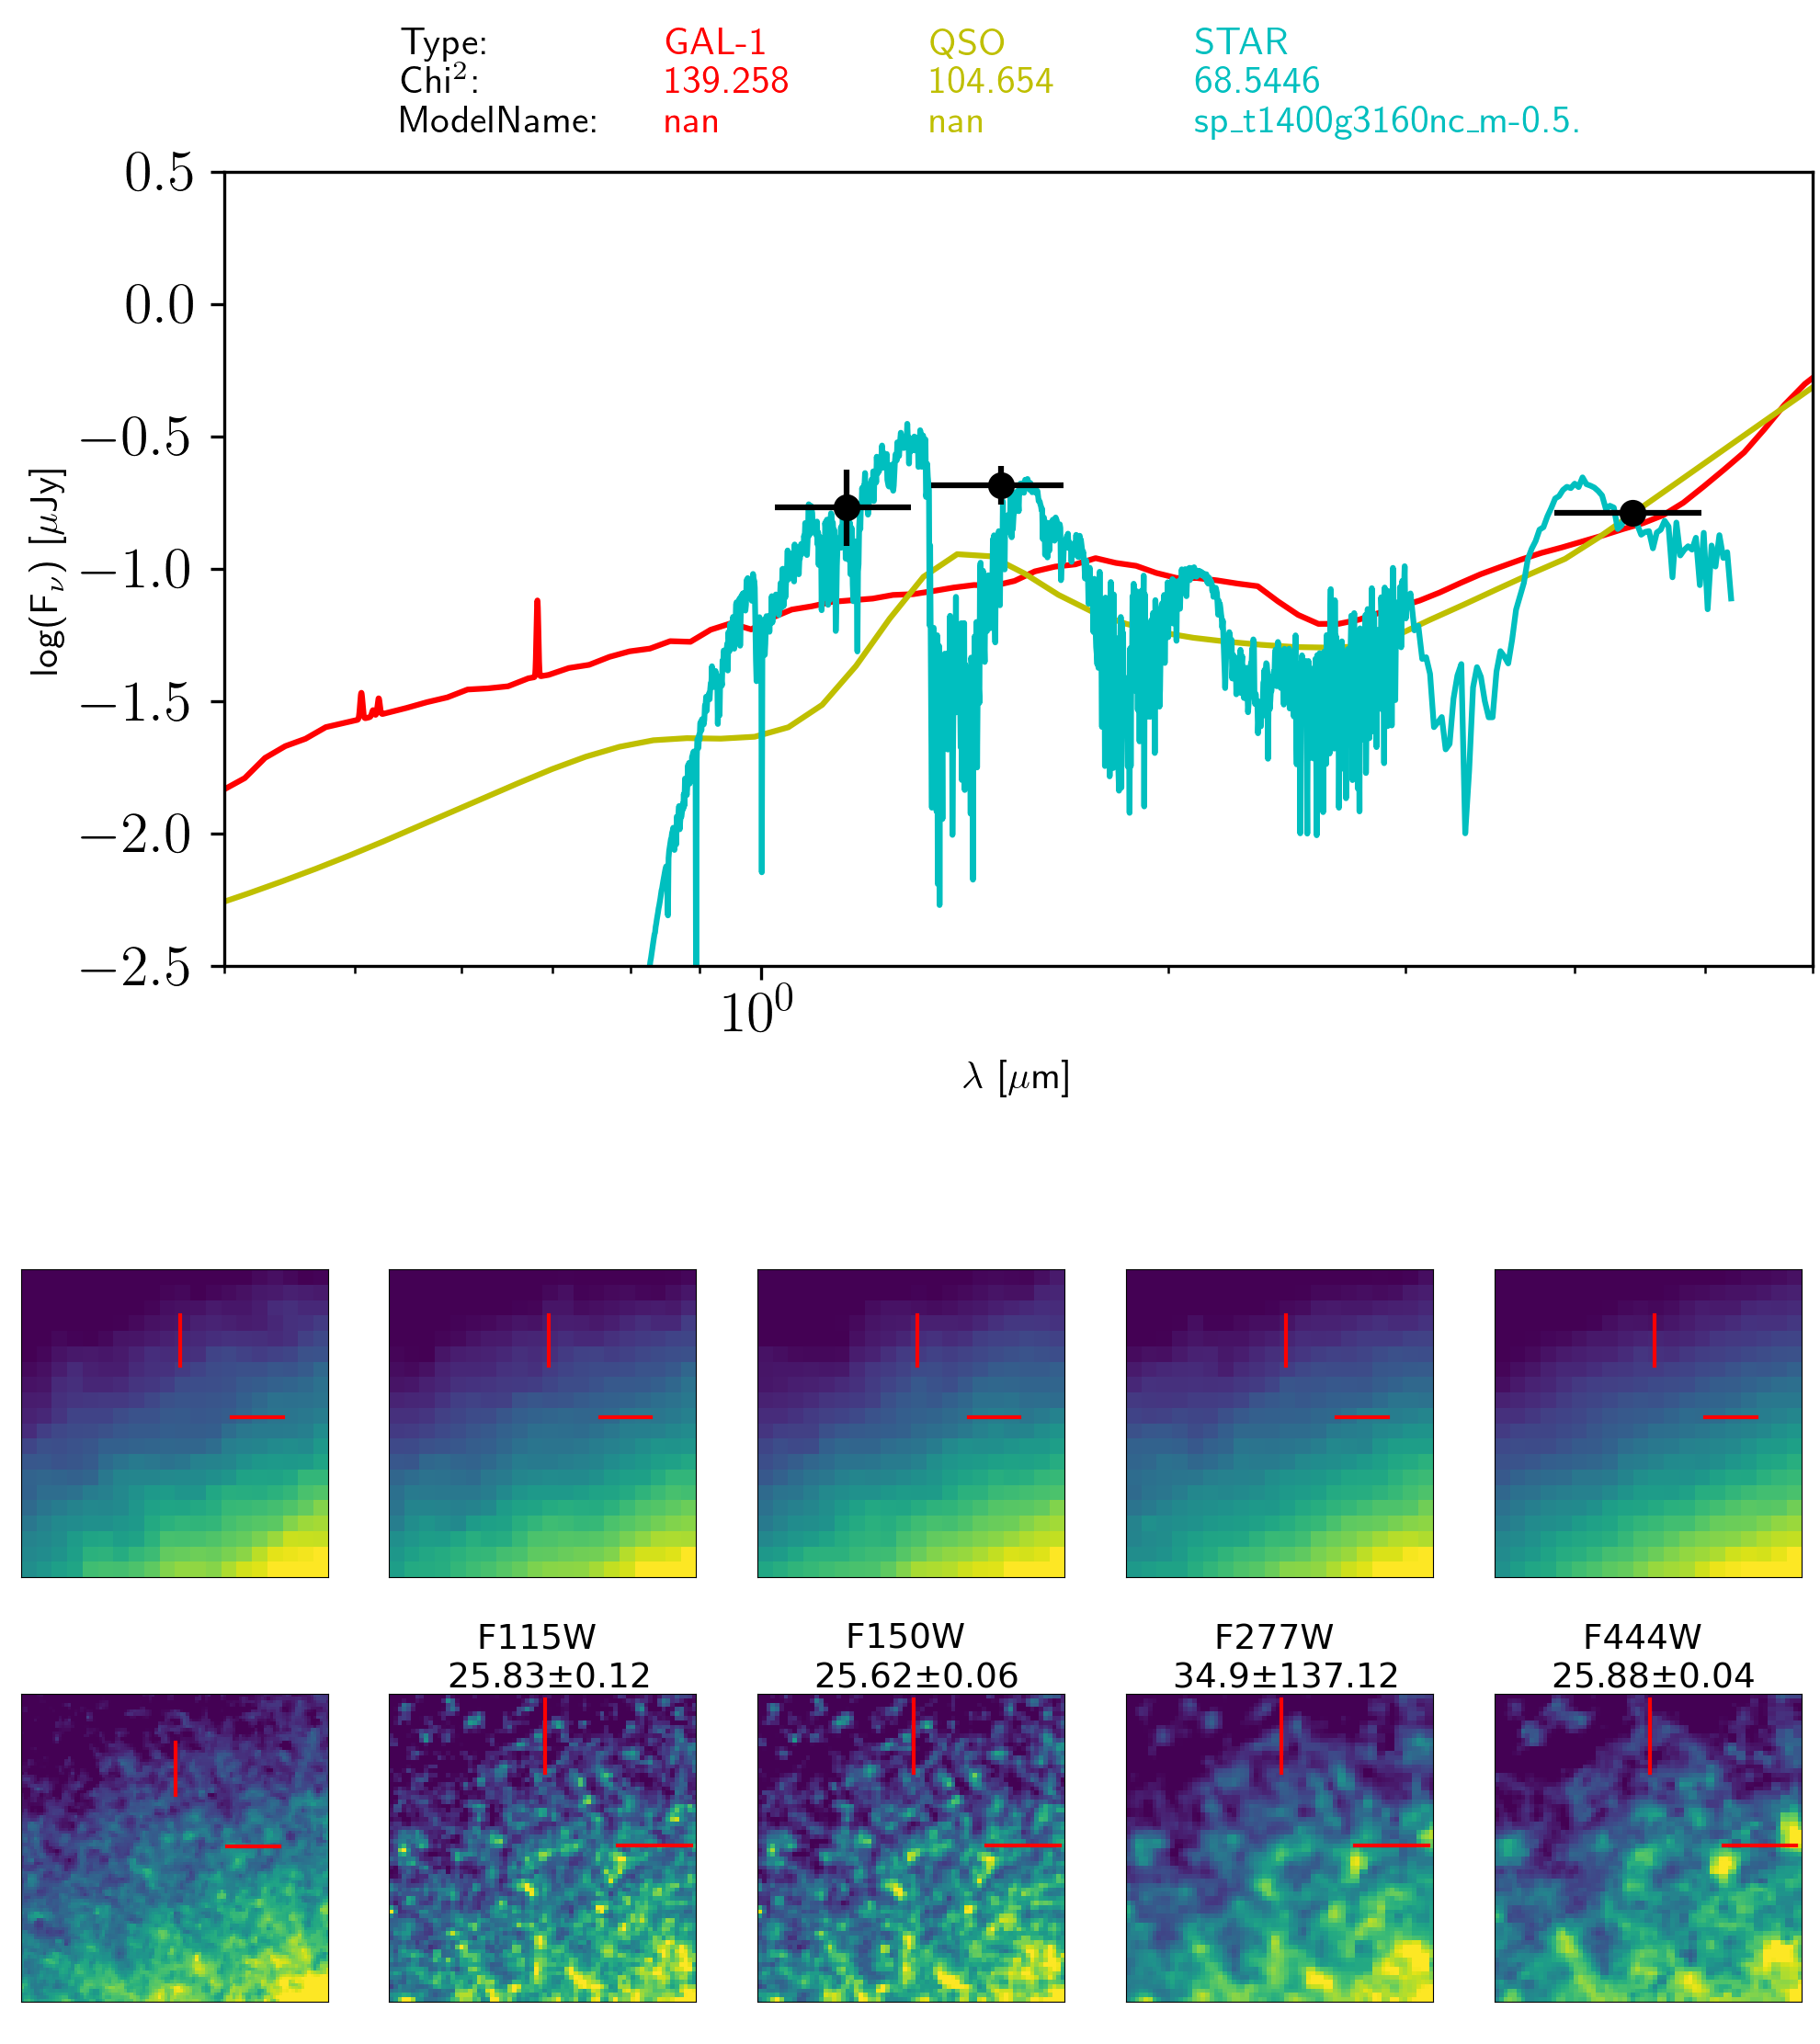 Type: GAL-1 QSO STAR
Chi²: 139.258 104.654 68.5446
ModelName: nan nan sp_t1400g3160nc_m-0.5.
0.5
0.0
−0.5
−1.0
−1.5
−2.0
−2.5
log(Fν) [μJy]
10⁰
λ [μm]
F115W F150W F277W F444W
25.83±0.12 25.62±0.06 34.9±137.12 25.88±0.04